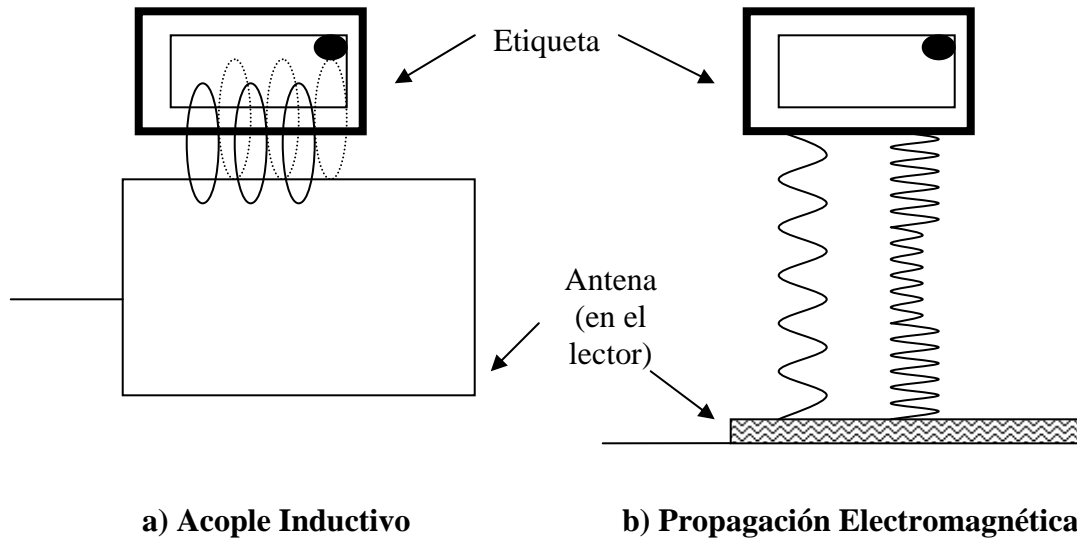 Etiqueta
Antena
(en el
lector)
a) Acople Inductivo
b) Propagación Electromagnética